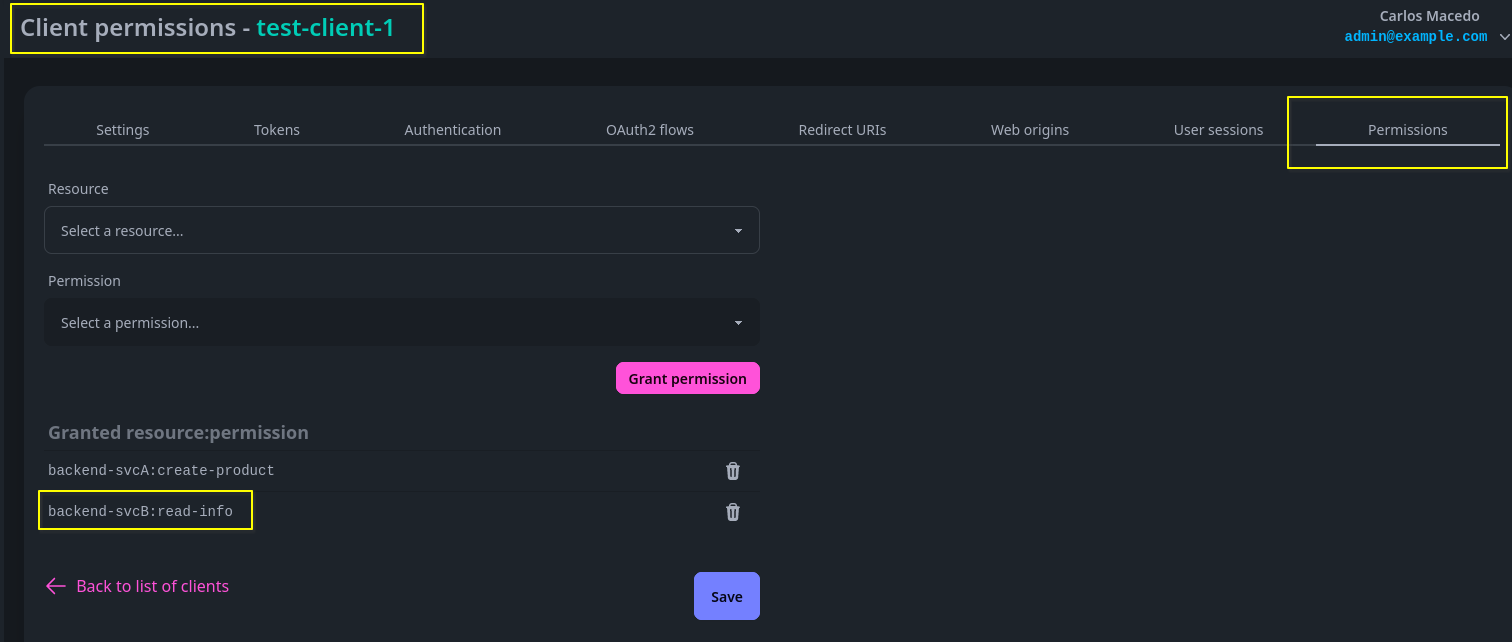 Client permissions - test-client-1
Carlos Macedo
admin@example.com
Settings Tokens Authentication OAuth2 flows Redirect URIs Web origins User sessions Permissions
Resource
Select a resource...
Permission
Select a permission...
Grant permission
Granted resource:permission
backend-svcA:create-product
backend-svcB:read-info
Back to list of clients
Save